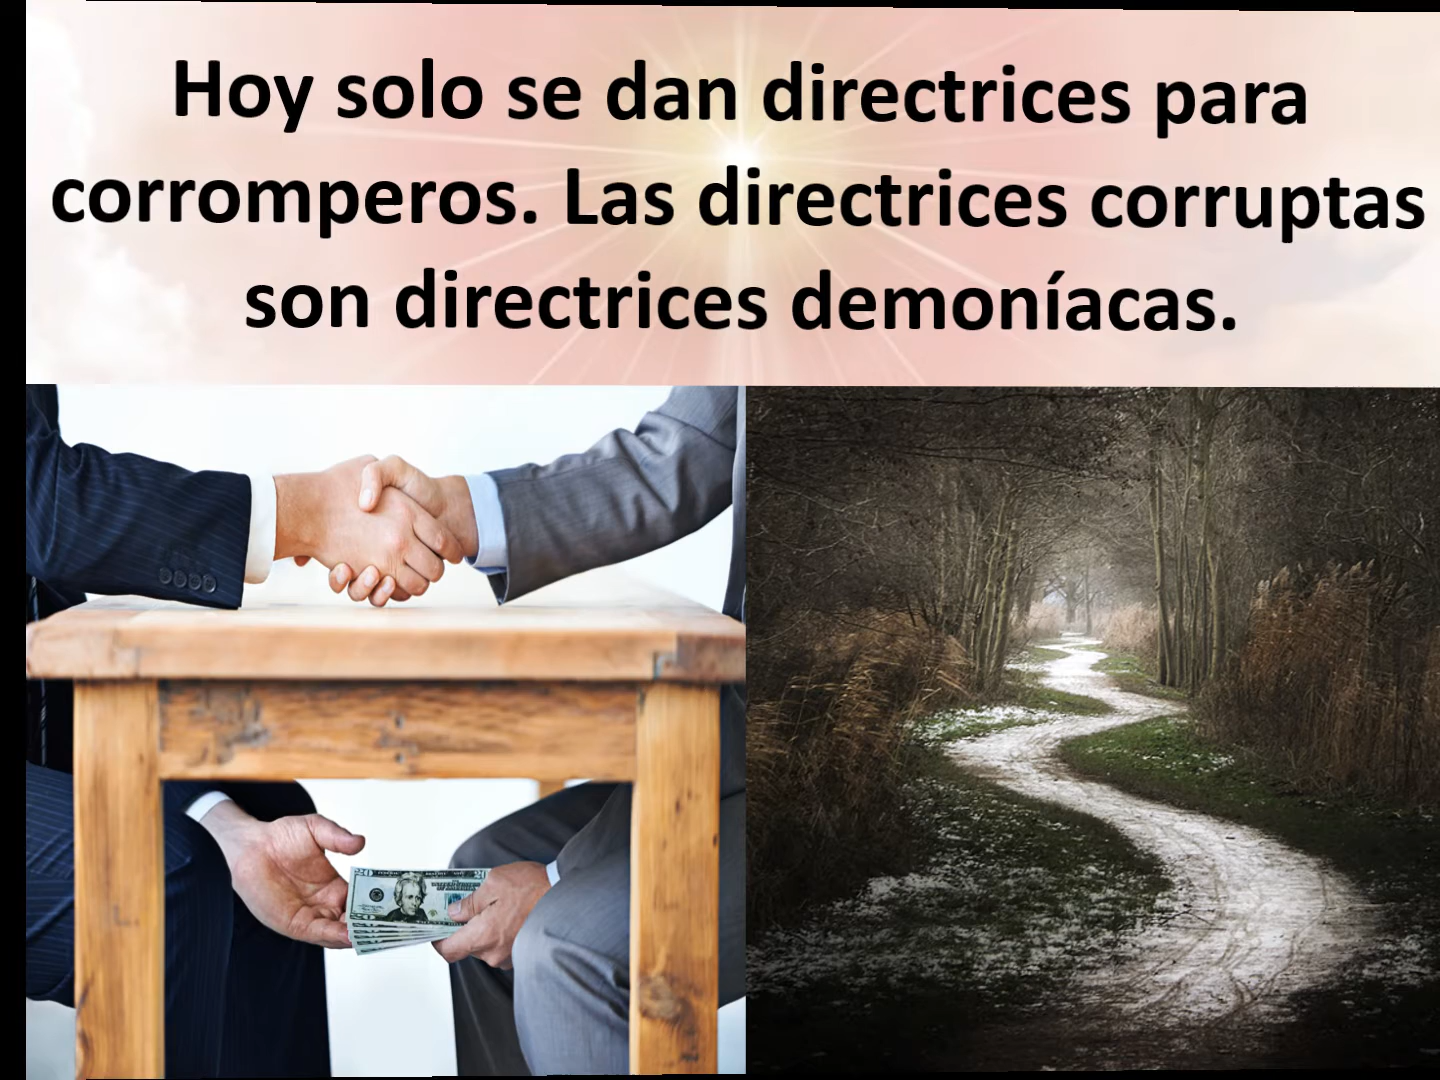 Hoy solo se dan directrices para
corromperos. Las directrices corruptas
son directrices demoníacas.